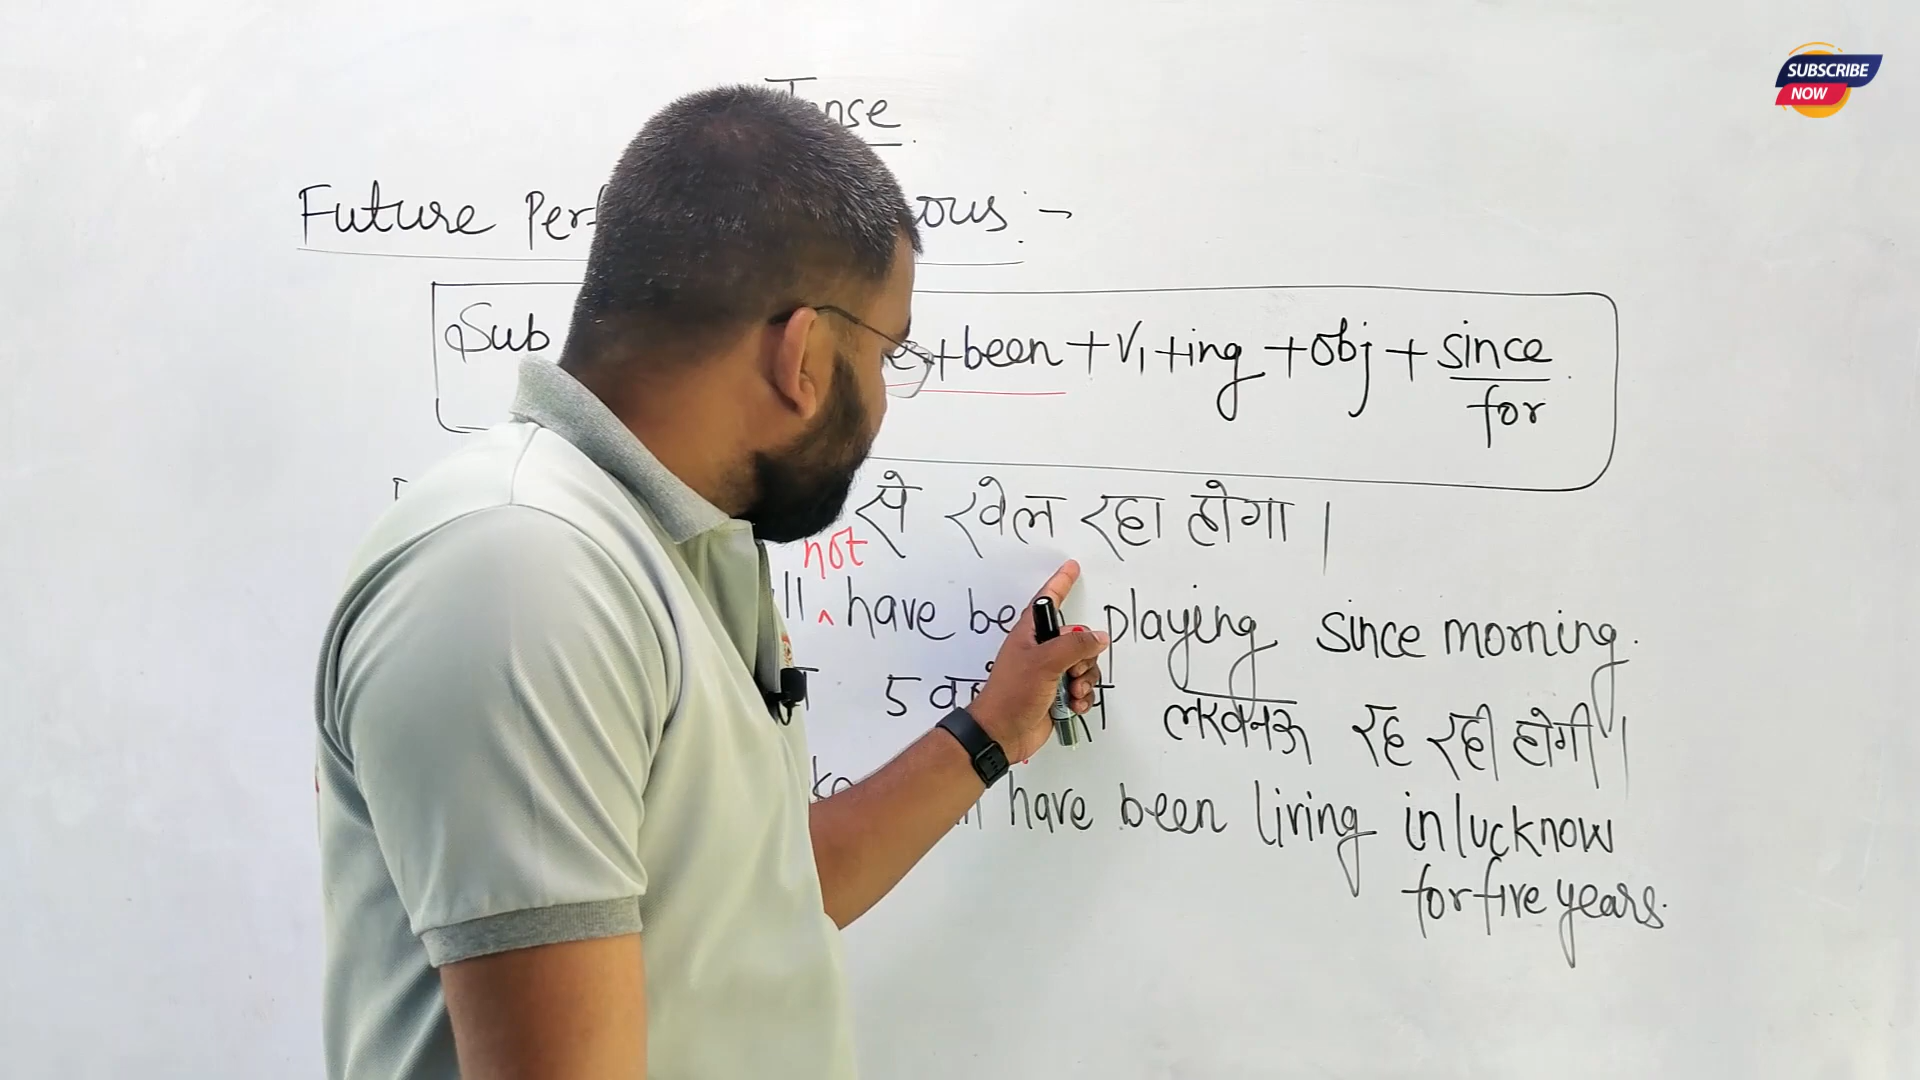 Tense
Future Perf ous :-
Sub +been + V1 +ing + obj + since
for
से खेल रहा होगा ।
not
ll ^ have been playing since morning.
5 लखनऊ रह रही होगी ।
have been living in lucknow
for five years.
SUBSCRIBE
NOW